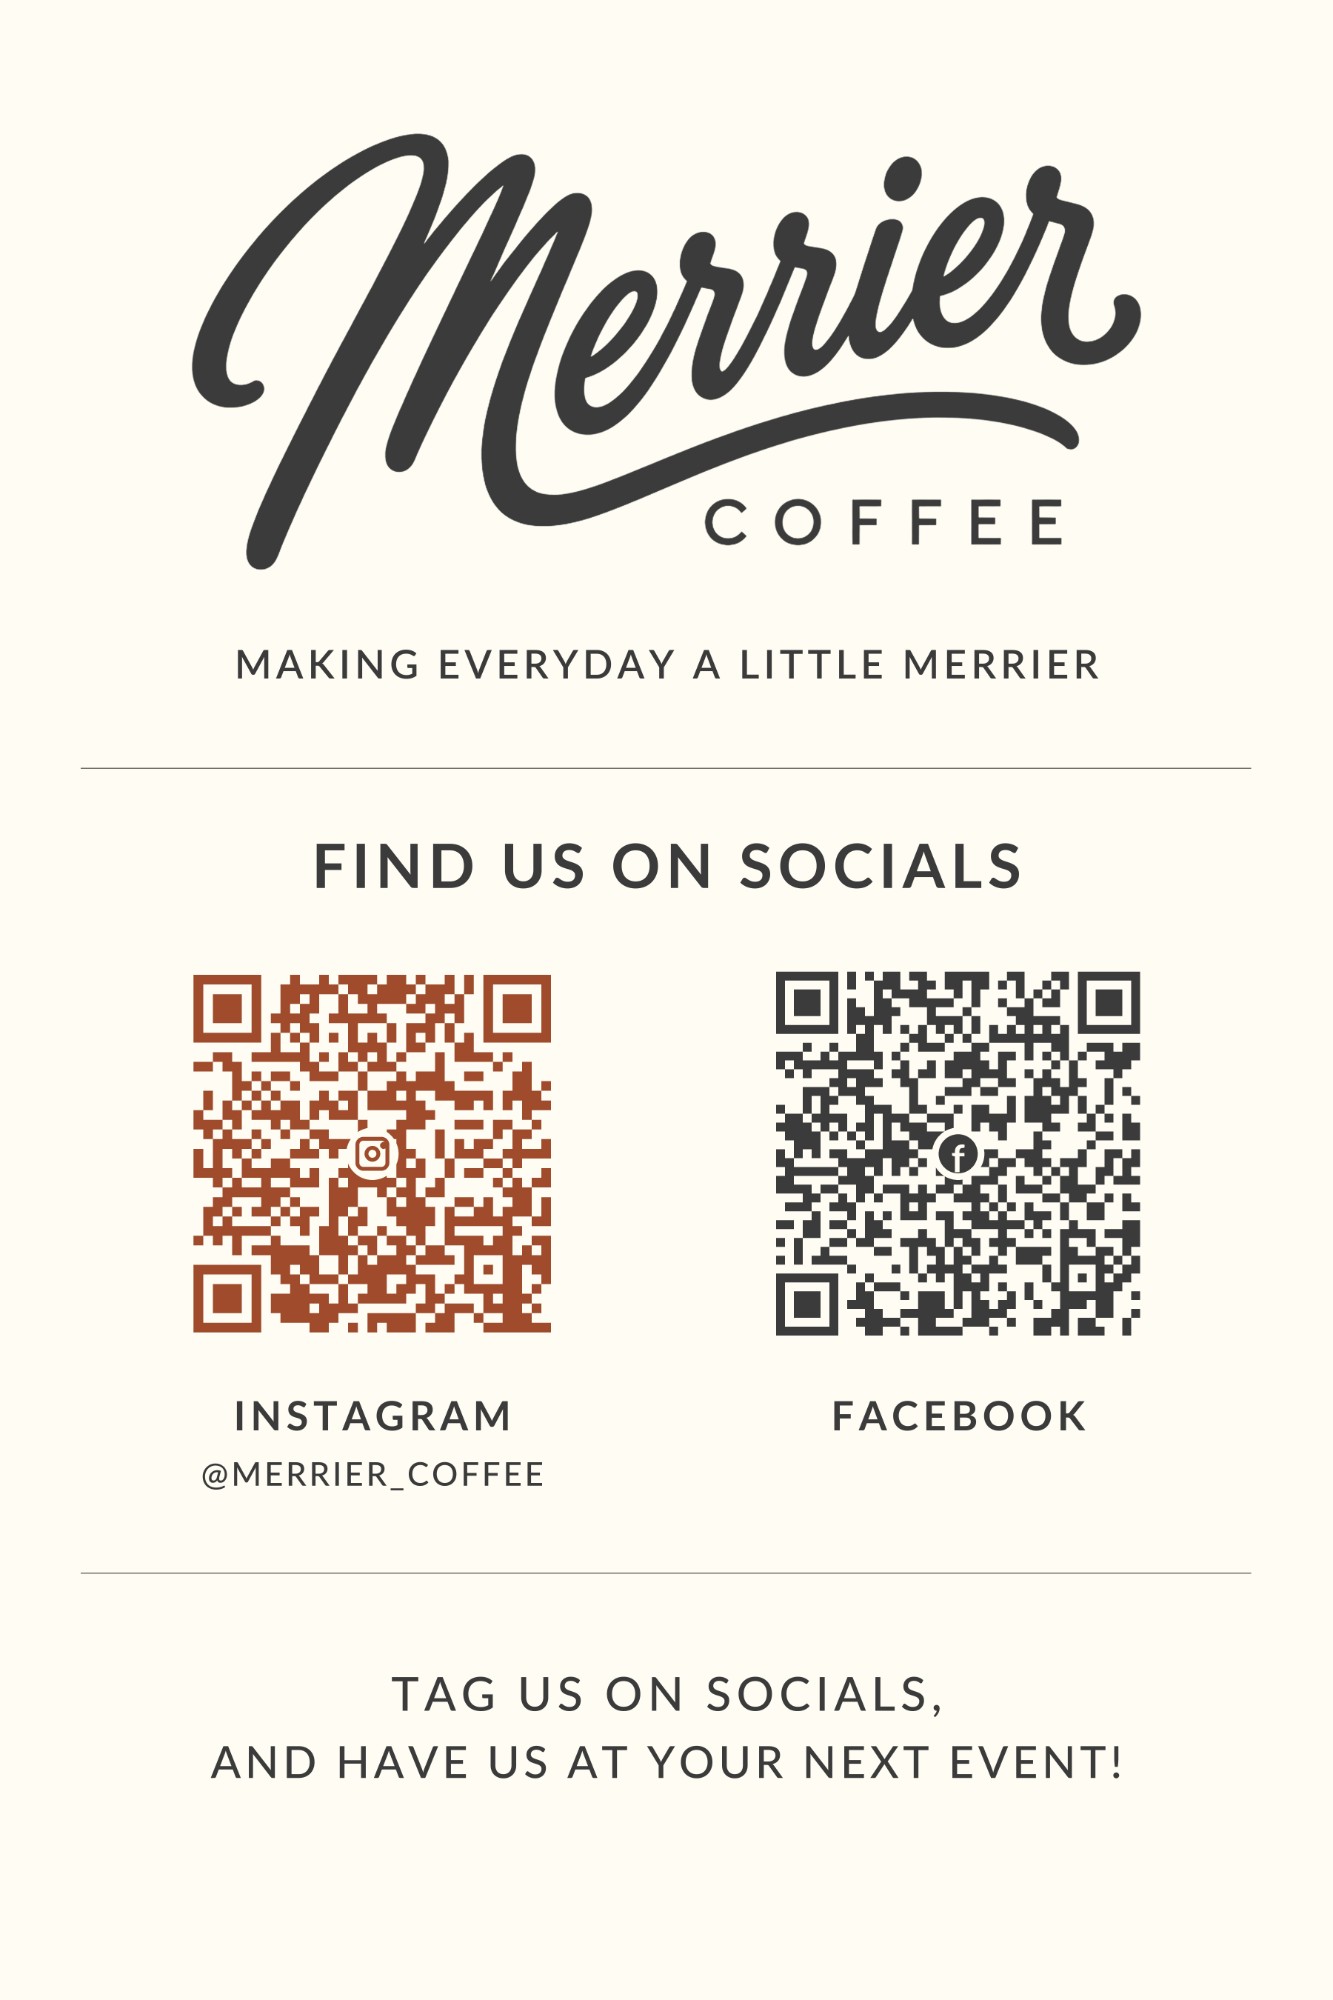 Merrier
COFFEE
MAKING EVERYDAY A LITTLE MERRIER
FIND US ON SOCIALS
INSTAGRAM
@MERRIER_COFFEE
FACEBOOK
TAG US ON SOCIALS,
AND HAVE US AT YOUR NEXT EVENT!